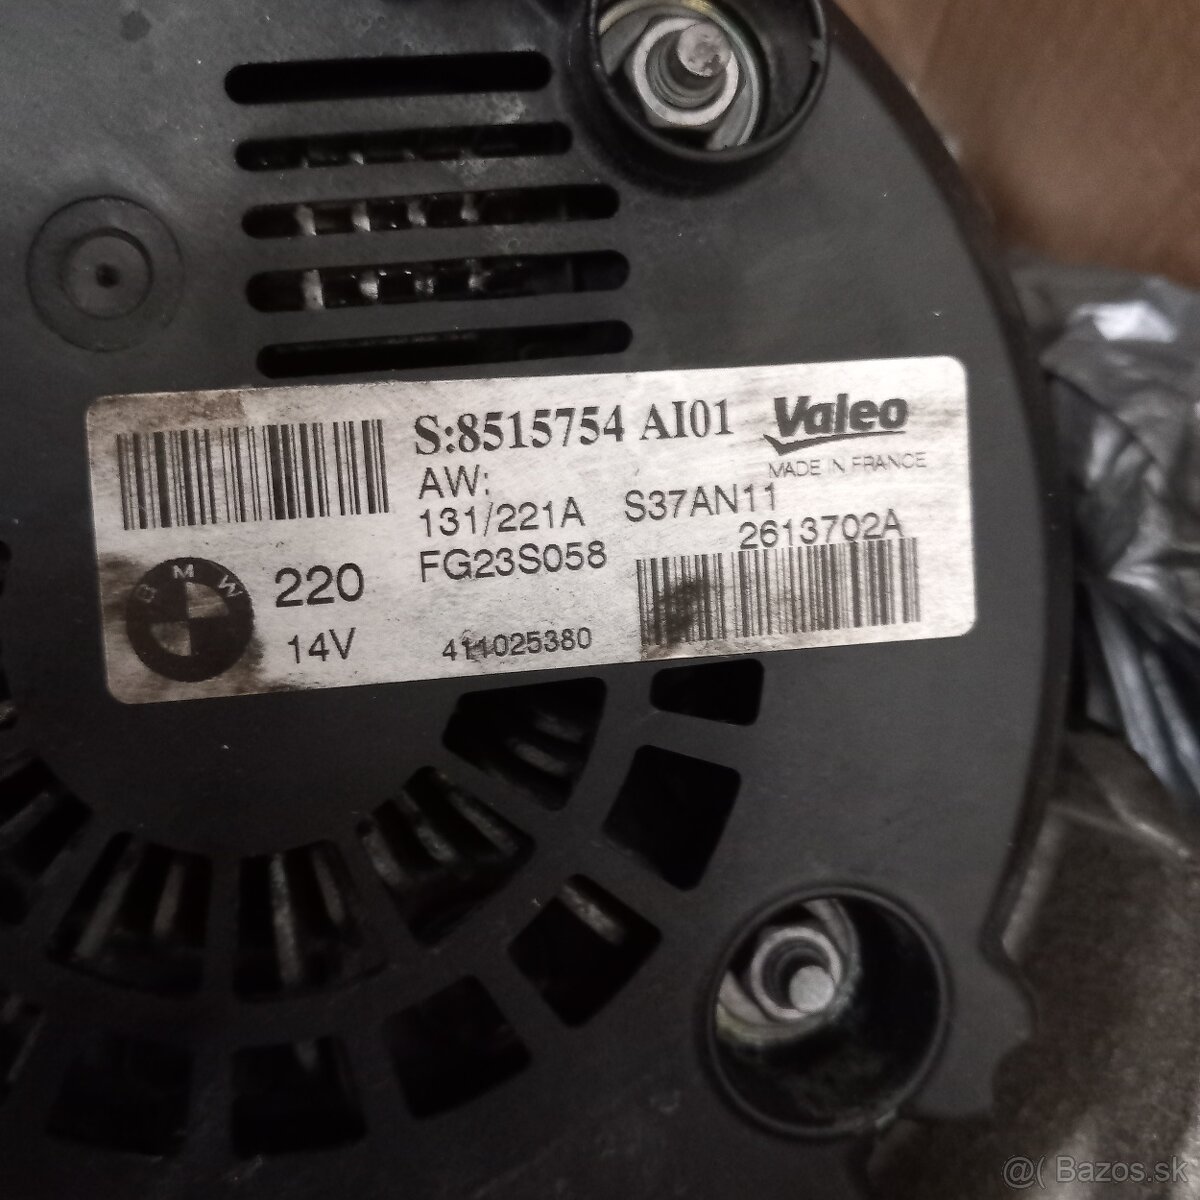 S:8515754 AI01 Valeo
MADE IN FRANCE
AW:
131/221A S37AN11
2613702A
FG23S058
BMW
220
14V
411025380
@( Bazos.sk